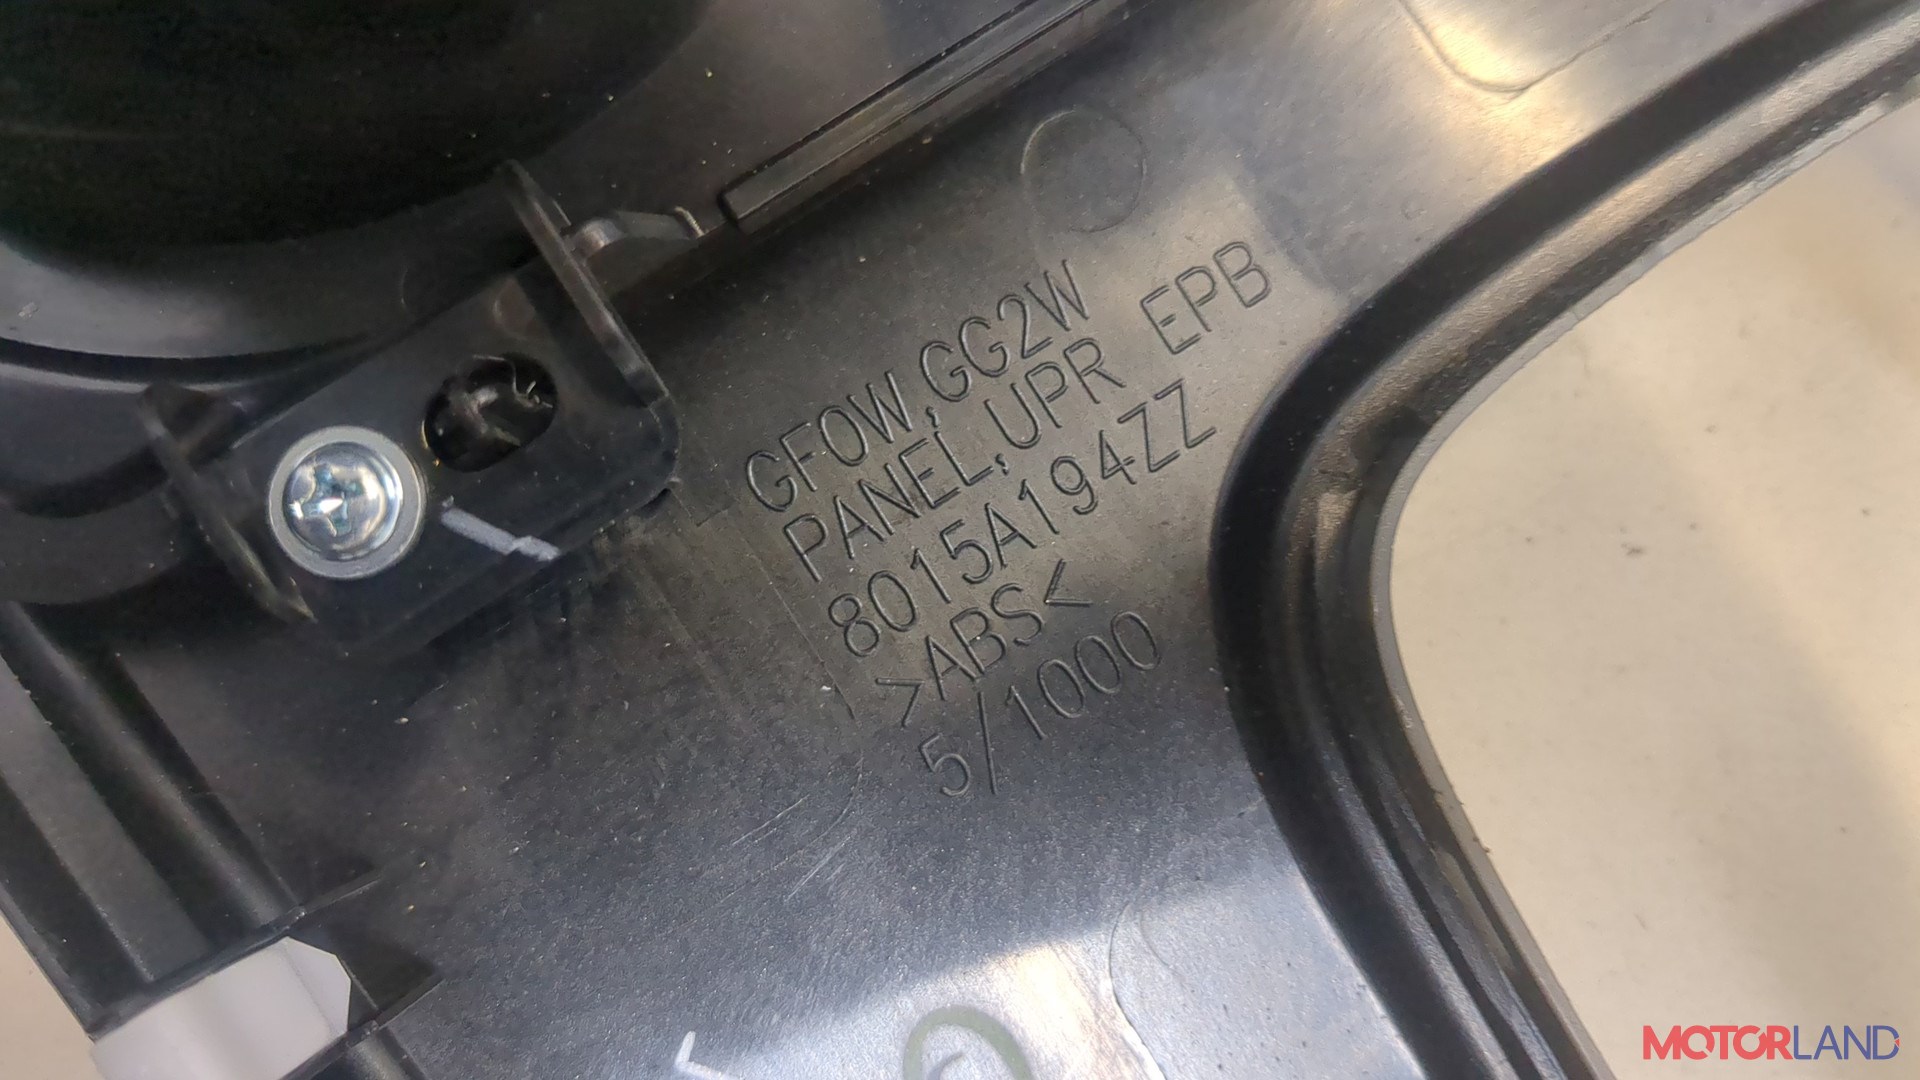 GF0W,GG2W
PANEL,UPR EPB
8015A194ZZ
>ABS<
5/1000
MOTORLAND